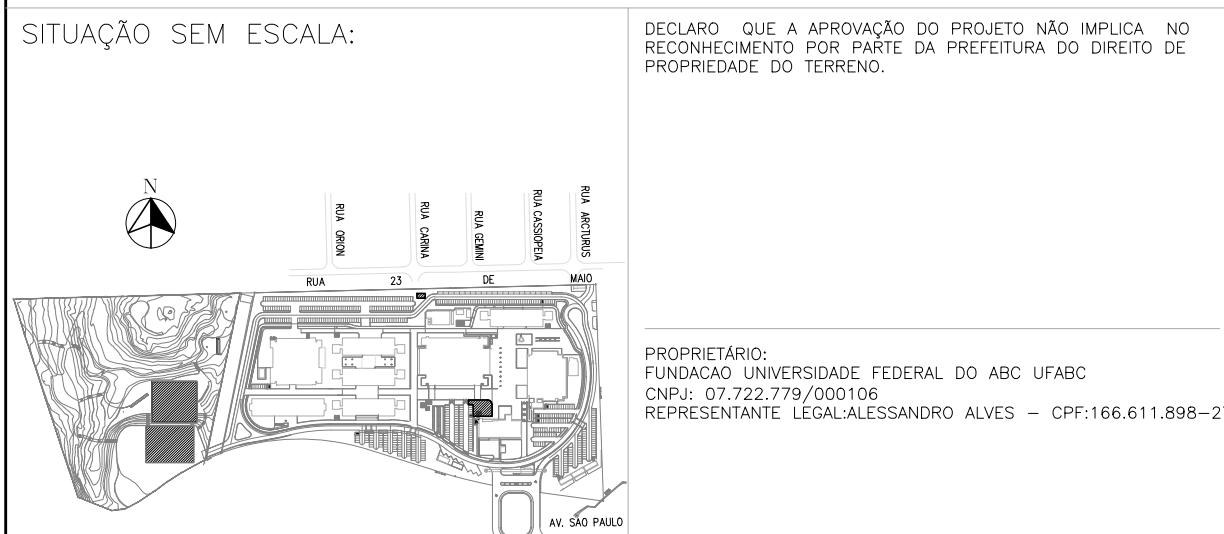 SITUAÇÃO SEM ESCALA:
N
RUA ORION
RUA CARINA
RUA GEMINI
RUA CASSIOPEIA
RUA ARCTURUS
RUA 23 DE MAIO
AV. SÃO PAULO
DECLARO QUE A APROVAÇÃO DO PROJETO NÃO IMPLICA NO
RECONHECIMENTO POR PARTE DA PREFEITURA DO DIREITO DE
PROPRIEDADE DO TERRENO.
PROPRIETÁRIO:
FUNDACAO UNIVERSIDADE FEDERAL DO ABC UFABC
CNPJ: 07.722.779/000106
REPRESENTANTE LEGAL:ALESSANDRO ALVES – CPF:166.611.898–27